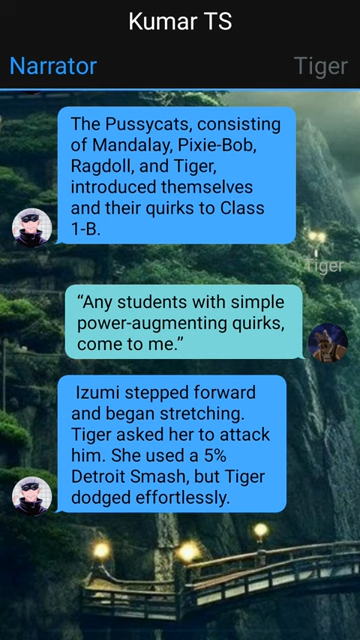 Kumar TS
Narrator
Tiger
The Pussycats, consisting
of Mandalay, Pixie-Bob,
Ragdoll, and Tiger,
introduced themselves
and their quirks to Class
1-B.
Tiger
“Any students with simple
power-augmenting quirks,
come to me.”
Izumi stepped forward
and began stretching.
Tiger asked her to attack
him. She used a 5%
Detroit Smash, but Tiger
dodged effortlessly.